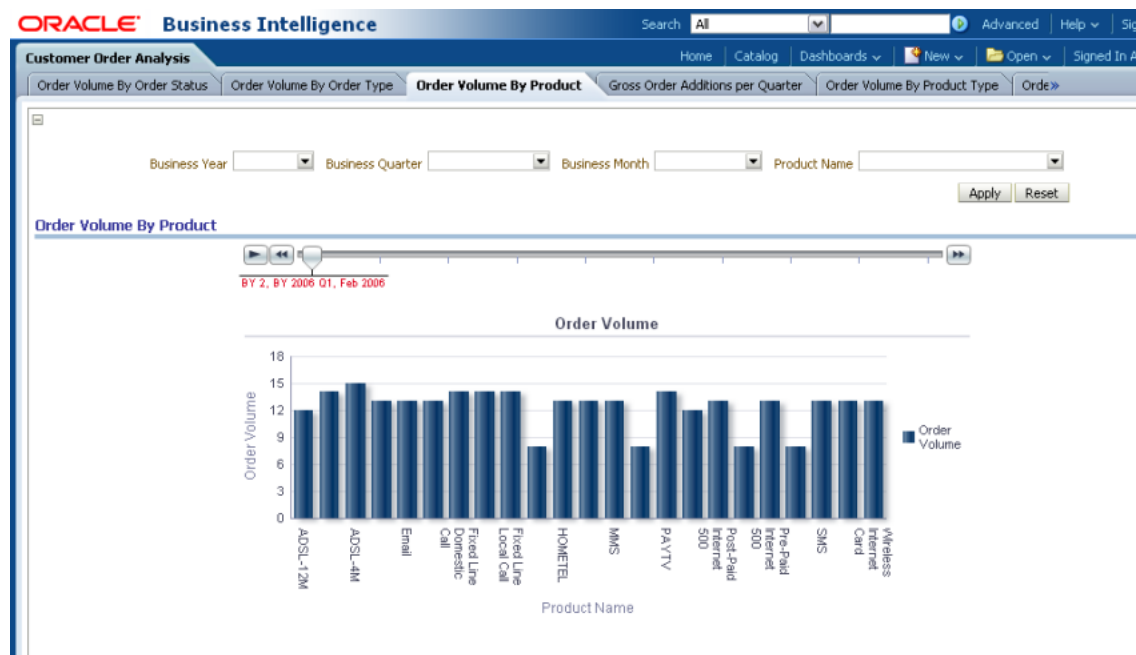 ORACLE Business Intelligence
Search All Advanced Help Sig
Customer Order Analysis Home Catalog Dashboards New Open Signed In A
Order Volume By Order Status Order Volume By Order Type Order Volume By Product Gross Order Additions per Quarter Order Volume By Product Type Orde»
Business Year Business Quarter Business Month Product Name
Apply Reset
Order Volume By Product
BY 2, BY 2006 Q1, Feb 2006
Order Volume
18
15
12
9
6
3
0
Order Volume
Order
Volume
ADSL-12M
ADSL-4M
Email
Fixed Line
Domestic
Call
Fixed Line
Local Call
HOMETEL
MMS
PAYTV
Post-Paid
Internet
500
Pre-Paid
Internet
500
SMS
Wireless
Internet
Card
Product Name